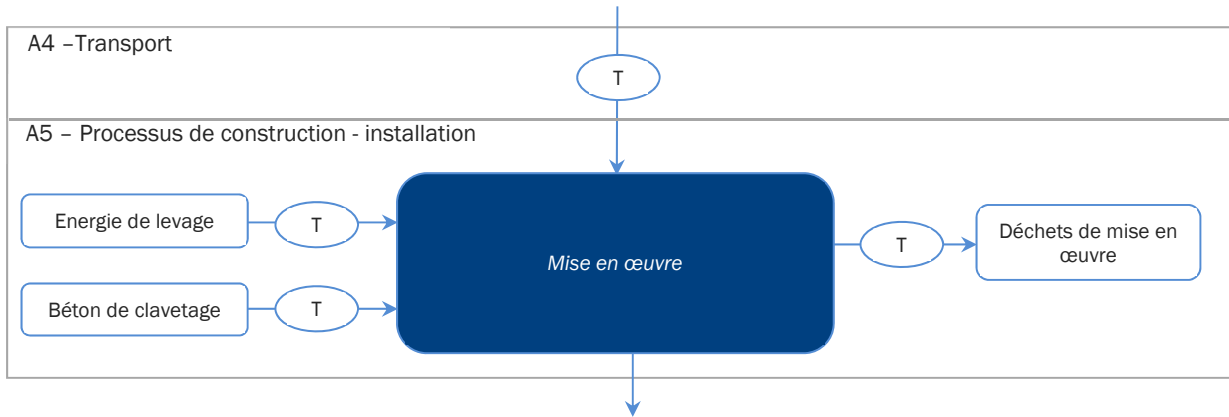 A4 –Transport
T
A5 – Processus de construction - installation
Energie de levage
T
Mise en œuvre
T
Déchets de mise en
œuvre
Béton de clavetage
T